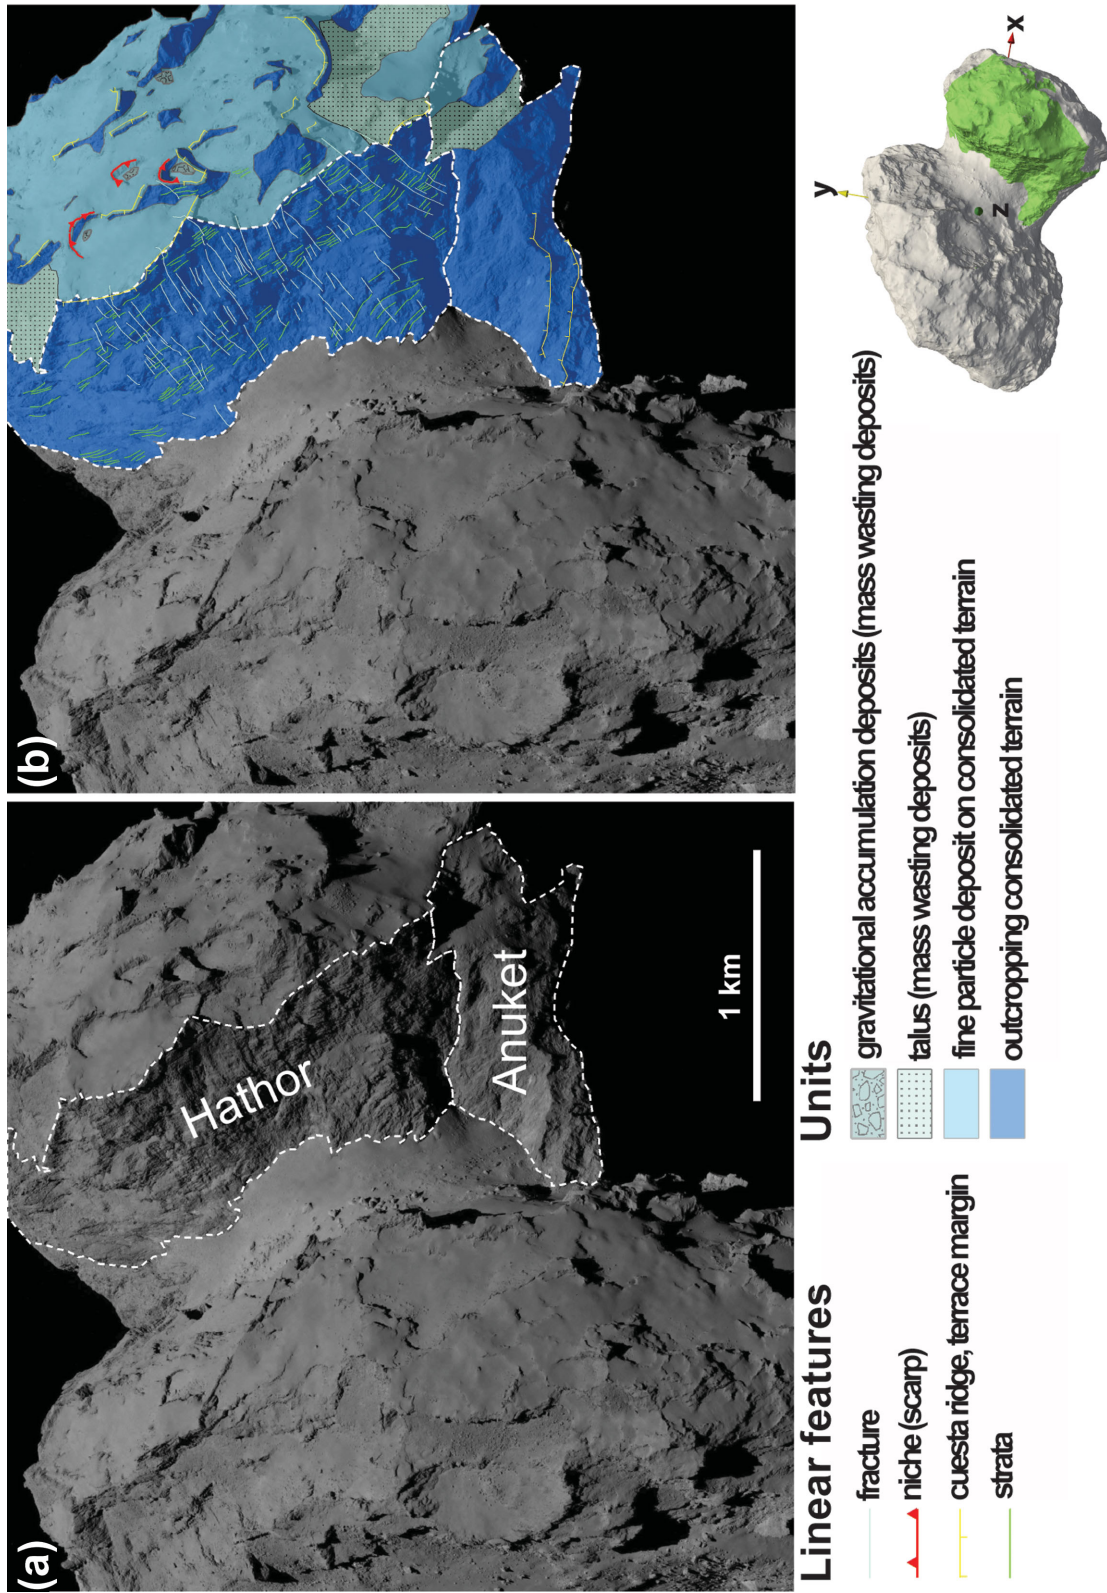 (a)
Hathor
Anuket
1 km
(b)
Linear features
fracture
niche (scarp)
cuesta ridge, terrace margin
strata
Units
gravitational accumulation deposits (mass wasting deposits)
talus (mass wasting deposits)
fine particle deposit on consolidated terrain
outcropping consolidated terrain
y
z
x